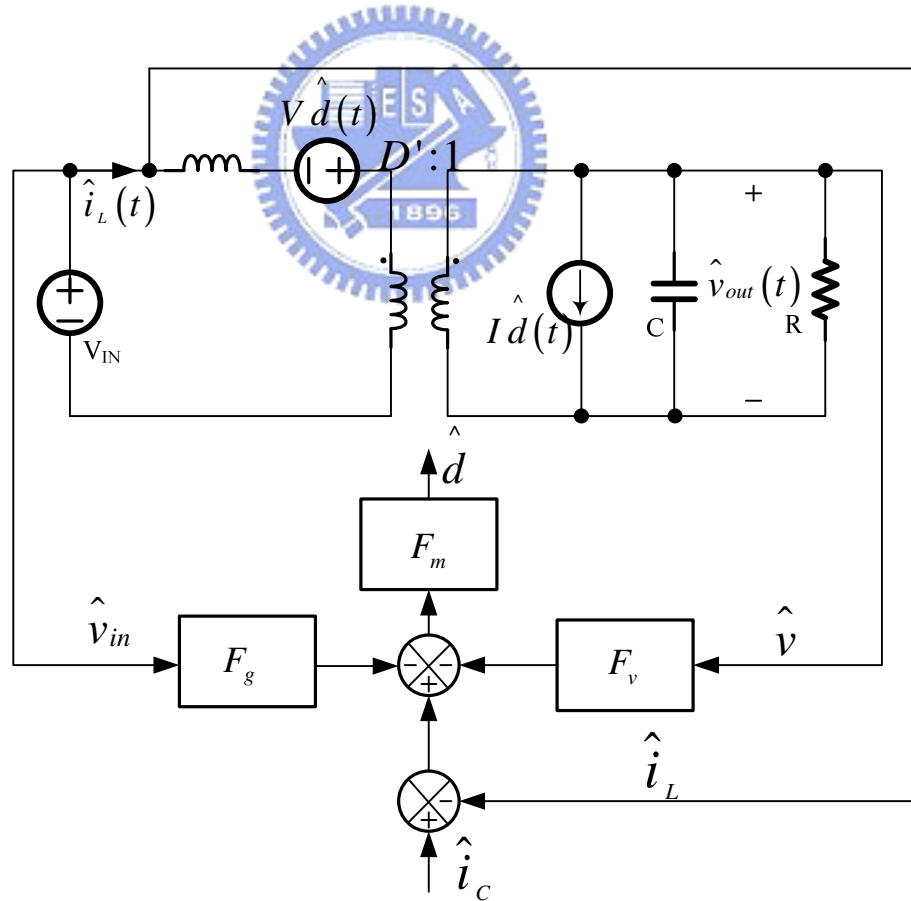 E S A
1896
V d̂(t)
D' : 1
î_L(t)
V_IN
I d̂(t)
C
+
v̂_out(t)
−
R
d̂
F_m
v̂_in
F_g
F_v
v̂
î_L
î_C